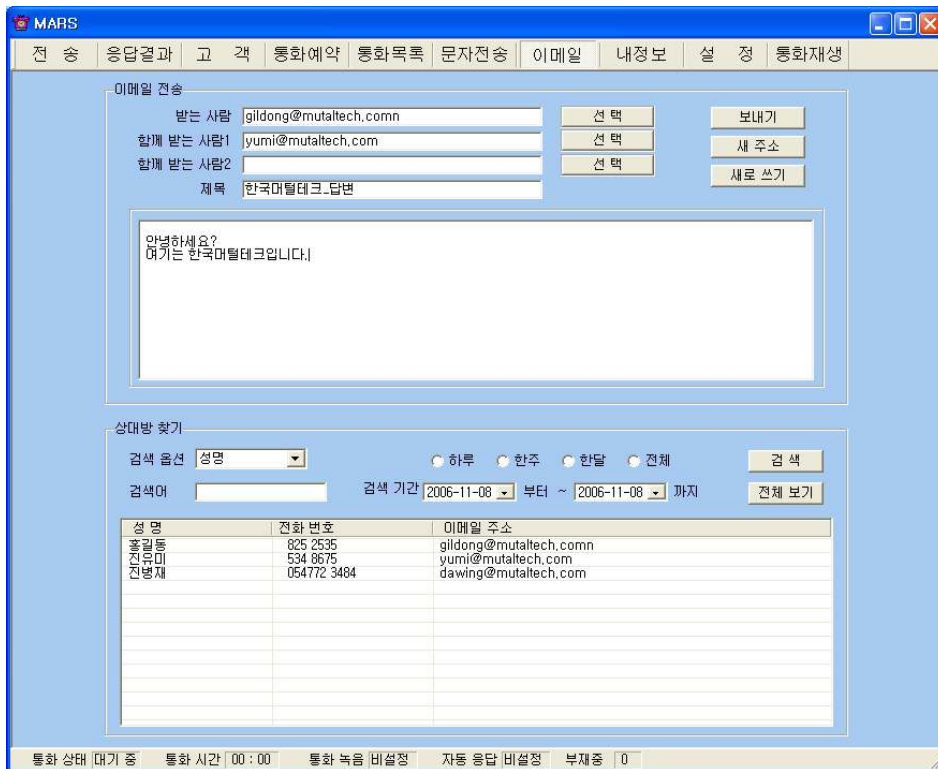 MARS
전 송 응답결과 고 객 통화예약 통화목록 문자전송 이메일 내정보 설 정 통화재생
이메일 전송
받는 사람 gildong@mutaltech.comn 선 택 보내기
함께 받는 사람1 yumi@mutaltech.com 선 택 새 주소
함께 받는 사람2 선 택 새로 쓰기
제목 한국머털테크_답변
안녕하세요?
여기는 한국머털테크입니다.
상대방 찾기
검색 옵션 성명 하루 한주 한달 전체 검 색
검색어 검색 기간 2006-11-08 부터 ~ 2006-11-08 까지 전체 보기
성 명 전화 번호 이메일 주소
홍길동 825 2535 gildong@mutaltech.comn
진유미 534 8675 yumi@mutaltech.com
진병재 054772 3484 dawing@mutaltech.com
통화 상태 대기 중 통화 시간 00 : 00 통화 녹음 비설정 자동 응답 비설정 부재중 0